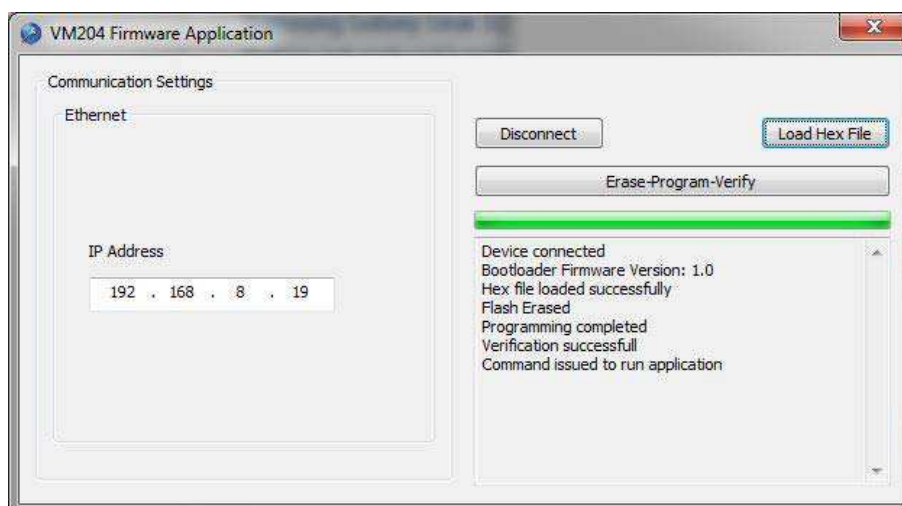 VM204 Firmware Application
Communication Settings
Ethernet
IP Address
192 . 168 . 8 . 19
Disconnect
Load Hex File
Erase-Program-Verify
Device connected
Bootloader Firmware Version: 1.0
Hex file loaded successfully
Flash Erased
Programming completed
Verification successfull
Command issued to run application